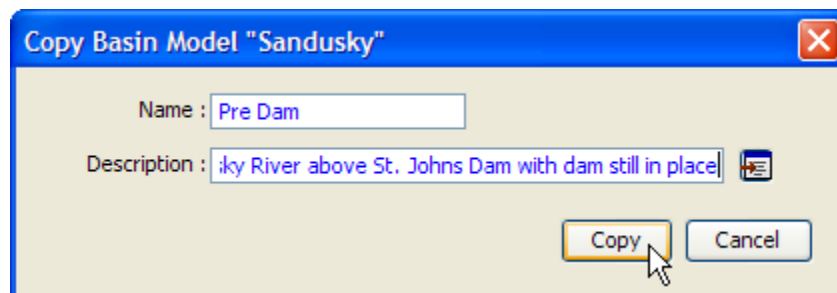 Copy Basin Model "Sandusky"
Name : Pre Dam
Description : ky River above St. Johns Dam with dam still in place
Copy Cancel